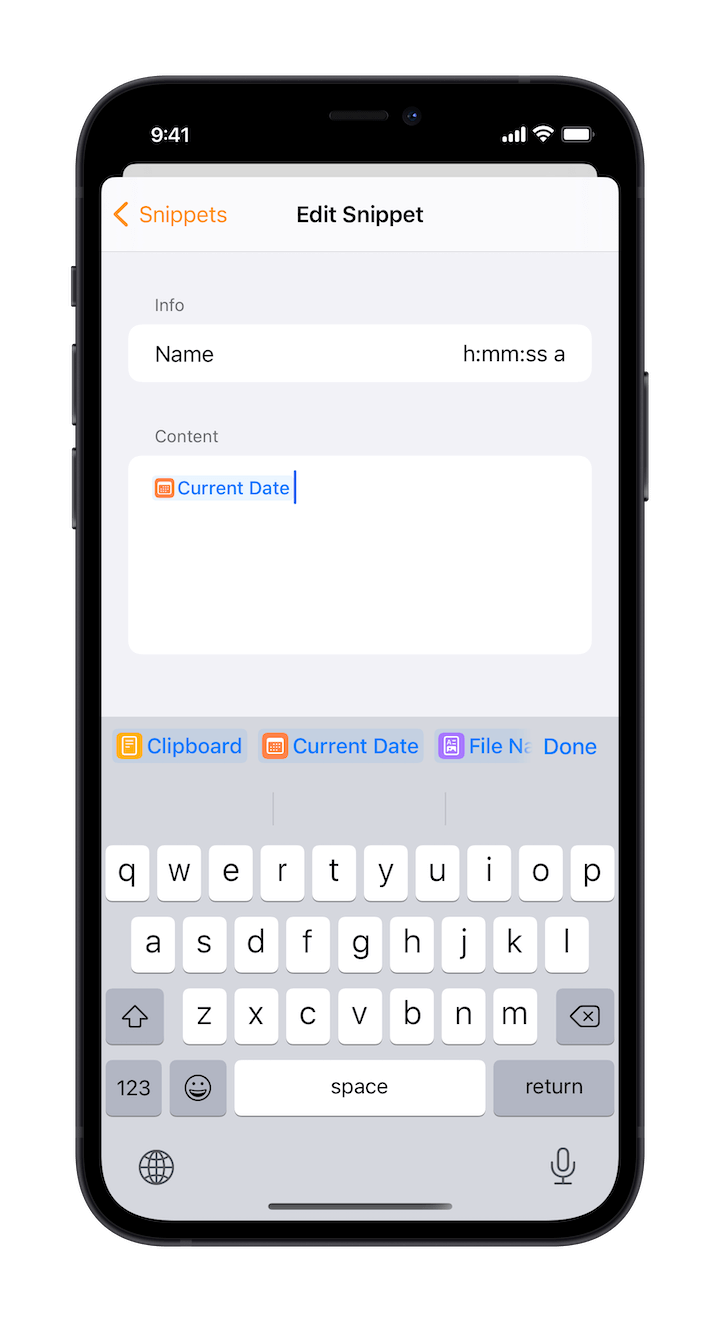 9:41
Snippets Edit Snippet
Info
Name h:mm:ss a
Content
Current Date
Clipboard Current Date File Na Done
q w e r t y u i o p
a s d f g h j k l
z x c v b n m
123 space return